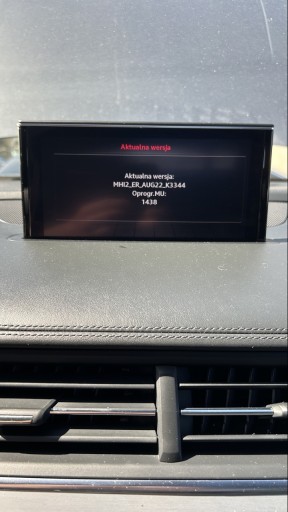 Aktualna wersja
Aktualna wersja:
MHI2_ER_AUG22_K3344
Oprogr.MU:
1438